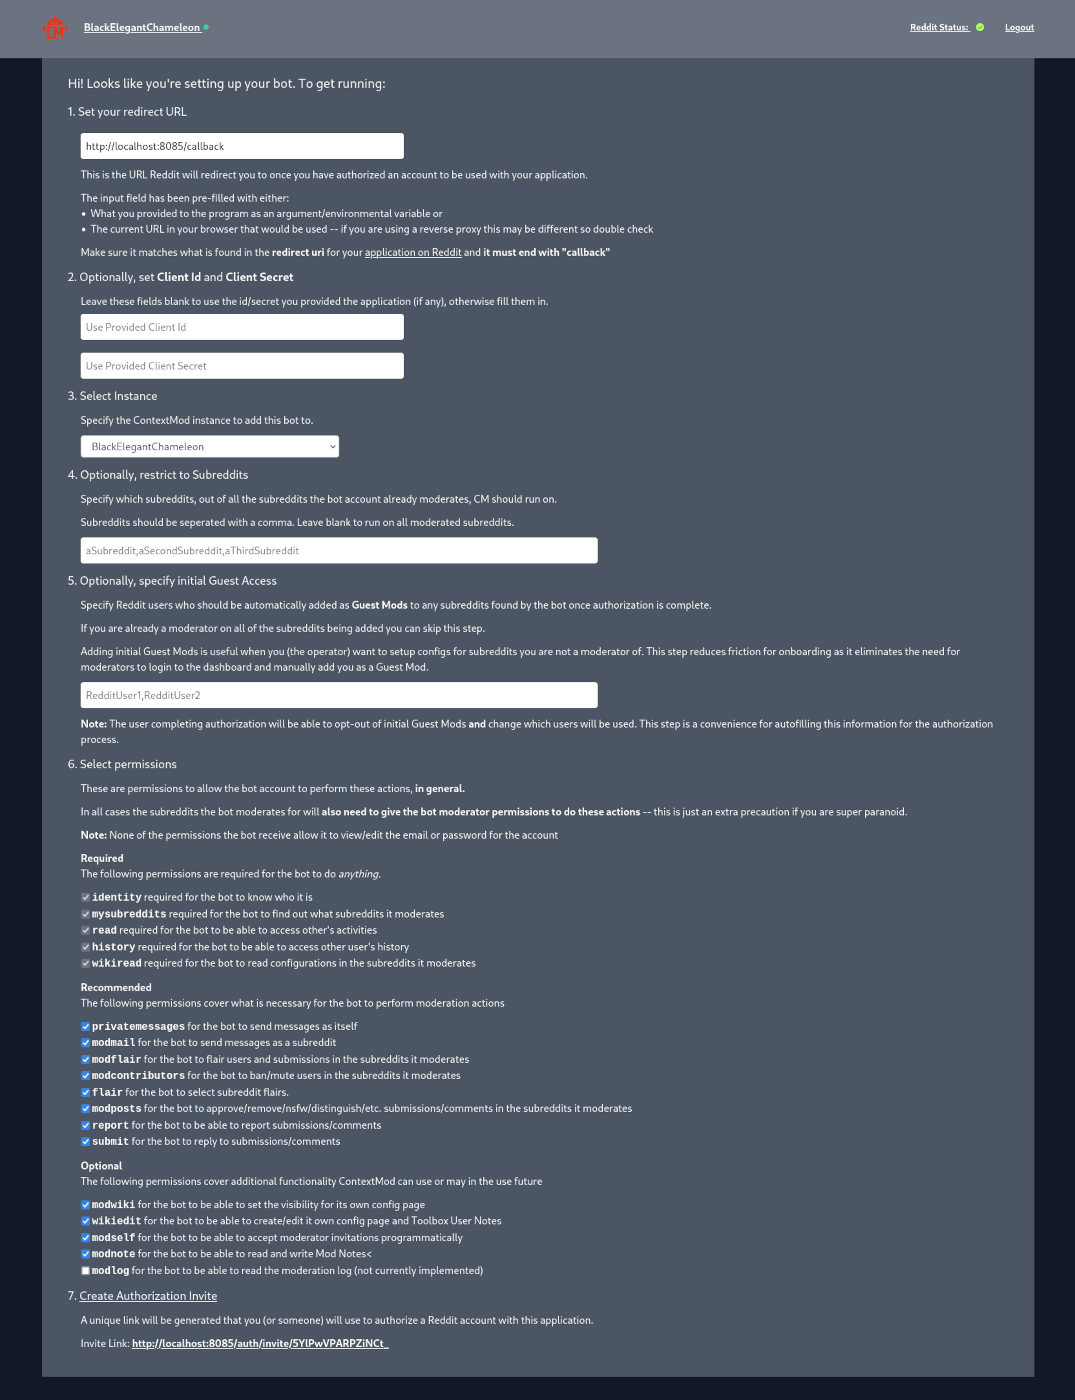 CM
BlackElegantChameleon
Reddit Status:
Logout
Hi! Looks like you're setting up your bot. To get running:
1. Set your redirect URL
http://localhost:8085/callback
This is the URL Reddit will redirect you to once you have authorized an account to be used with your application.
The input field has been pre-filled with either:
• What you provided to the program as an argument/environmental variable or
• The current URL in your browser that would be used -- if you are using a reverse proxy this may be different so double check
Make sure it matches what is found in the redirect uri for your application on Reddit and it must end with "callback"
2. Optionally, set Client Id and Client Secret
Leave these fields blank to use the id/secret you provided the application (if any), otherwise fill them in.
Use Provided Client Id
Use Provided Client Secret
3. Select Instance
Specify the ContextMod instance to add this bot to.
BlackElegantChameleon
4. Optionally, restrict to Subreddits
Specify which subreddits, out of all the subreddits the bot account already moderates, CM should run on.
Subreddits should be seperated with a comma. Leave blank to run on all moderated subreddits.
aSubreddit,aSecondSubreddit,aThirdSubreddit
5. Optionally, specify initial Guest Access
Specify Reddit users who should be automatically added as Guest Mods to any subreddits found by the bot once authorization is complete.
If you are already a moderator on all of the subreddits being added you can skip this step.
Adding initial Guest Mods is useful when you (the operator) want to setup configs for subreddits you are not a moderator of. This step reduces friction for onboarding as it eliminates the need for
moderators to login to the dashboard and manually add you as a Guest Mod.
RedditUser1,RedditUser2
Note: The user completing authorization will be able to opt-out of initial Guest Mods and change which users will be used. This step is a convenience for autofilling this information for the authorization
process.
6. Select permissions
These are permissions to allow the bot account to perform these actions, in general.
In all cases the subreddits the bot moderates for will also need to give the bot moderator permissions to do these actions -- this is just an extra precaution if you are super paranoid.
Note: None of the permissions the bot receive allow it to view/edit the email or password for the account
Required
The following permissions are required for the bot to do anything.
identity required for the bot to know who it is
mysubreddits required for the bot to find out what subreddits it moderates
read required for the bot to be able to access other's activities
history required for the bot to be able to access other user's history
wikiread required for the bot to read configurations in the subreddits it moderates
Recommended
The following permissions cover what is necessary for the bot to perform moderation actions
privatemessages for the bot to send messages as itself
modmail for the bot to send messages as a subreddit
modflair for the bot to flair users and submissions in the subreddits it moderates
modcontributors for the bot to ban/mute users in the subreddits it moderates
flair for the bot to select subreddit flairs.
modposts for the bot to approve/remove/nsfw/distinguish/etc. submissions/comments in the subreddits it moderates
report for the bot to be able to report submissions/comments
submit for the bot to reply to submissions/comments
Optional
The following permissions cover additional functionality ContextMod can use or may in the use future
modwiki for the bot to be able to set the visibility for its own config page
wikiedit for the bot to be able to create/edit it own config page and Toolbox User Notes
modself for the bot to be able to accept moderator invitations programmatically
modnote for the bot to be able to read and write Mod Notes<
modlog for the bot to be able to read the moderation log (not currently implemented)
7. Create Authorization Invite
A unique link will be generated that you (or someone) will use to authorize a Reddit account with this application.
Invite Link: http://localhost:8085/auth/invite/5YlPwVPARPZiNCt_